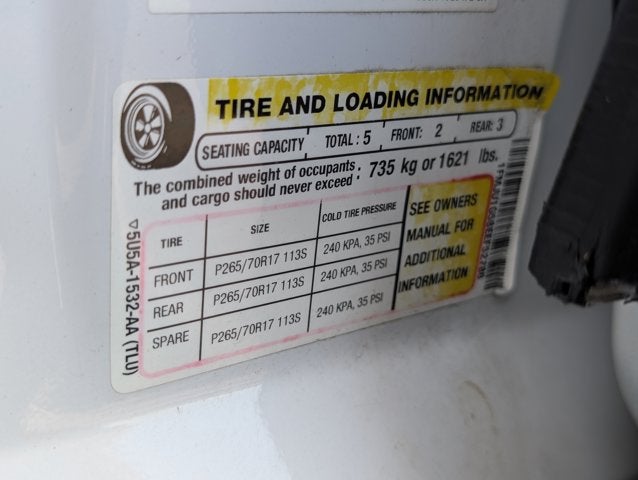 TIRE AND LOADING INFORMATION
SEATING CAPACITY TOTAL : 5 FRONT: 2 REAR: 3
The combined weight of occupants and cargo should never exceed : 735 kg or 1621 lbs.
TIRE SIZE COLD TIRE PRESSURE
FRONT P265/70R17 113S 240 KPA, 35 PSI
REAR P265/70R17 113S 240 KPA, 35 PSI
SPARE P265/70R17 113S 240 KPA, 35 PSI
SEE OWNERS
MANUAL FOR
ADDITIONAL
INFORMATION
5U5A-1532-AA (TLU)